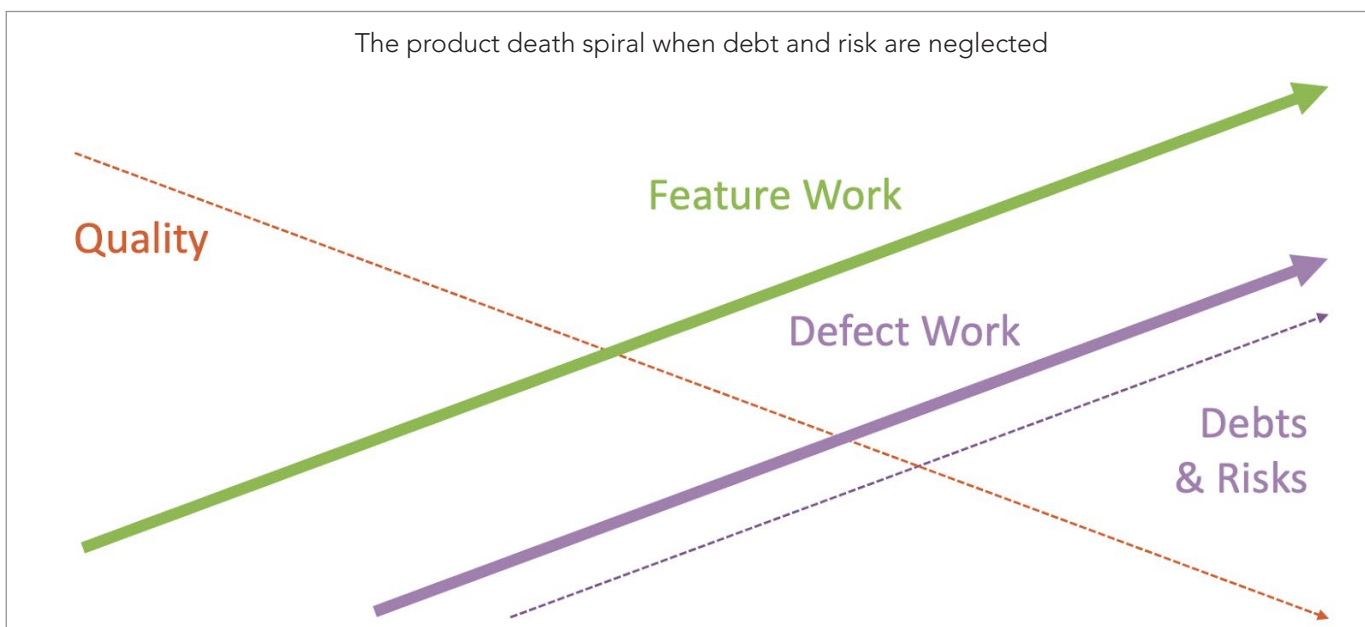 The product death spiral when debt and risk are neglected
Feature Work
Quality
Defect Work
Debts
& Risks